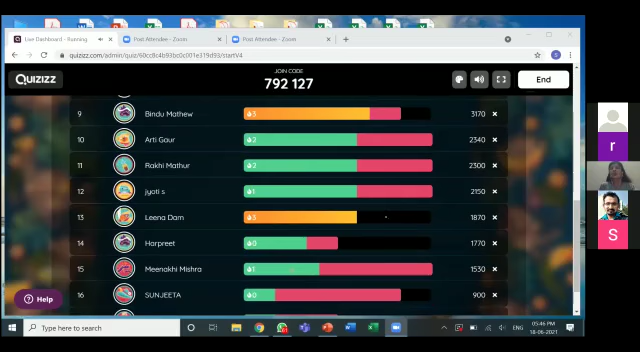 Live Dashboard - Running
Post Attendee - Zoom
Post Attendee - Zoom
quizizz.com/admin/quiz/60cc8c4b93bc0c001e319d93/startV4
Quizizz
JOIN CODE
792 127
End
9 Bindu Mathew 3 3170
10 Arti Gaur 2 2340
11 Rakhi Mathur 2 2300
12 jyoti s 1 2150
13 Leena Dam 3 1870
14 Harpreet 0 1770
15 Meenakhi Mishra 1 1530
16 SUNJEETA 0 900
Help
r
S
Type here to search
ENG
05:46 PM
18-06-2021